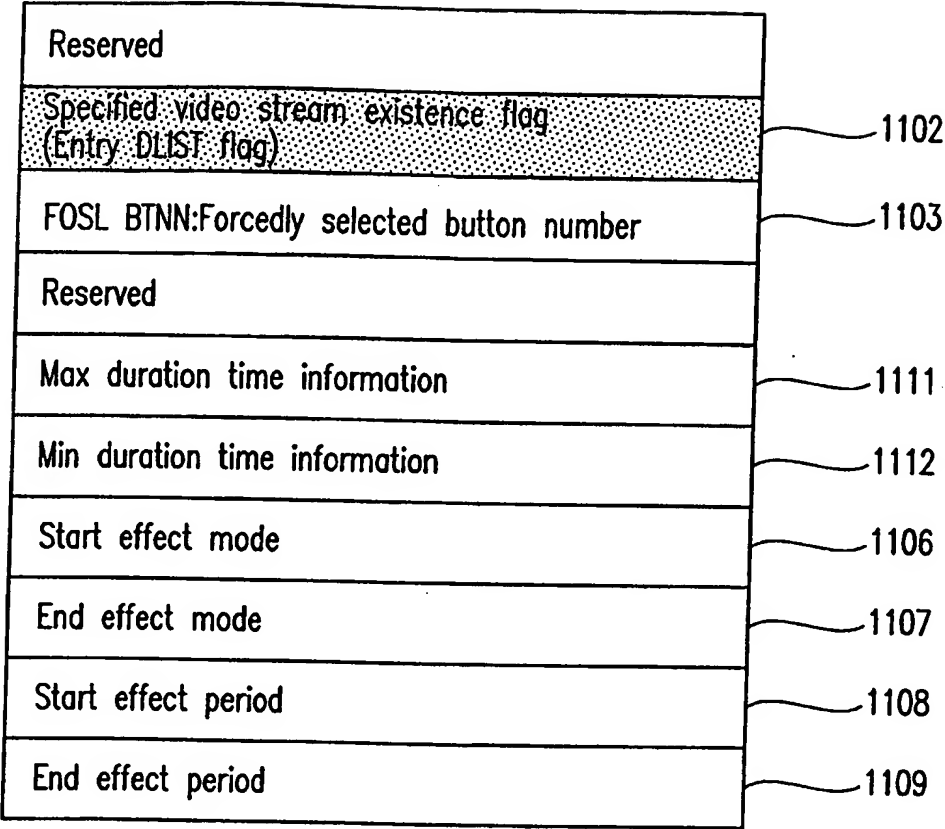 Reserved
Specified video stream existence flag
(Entry DLIST flag)
1102
FOSL BTNN:Forcedly selected button number
1103
Reserved
Max duration time information
1111
Min duration time information
1112
Start effect mode
1106
End effect mode
1107
Start effect period
1108
End effect period
1109